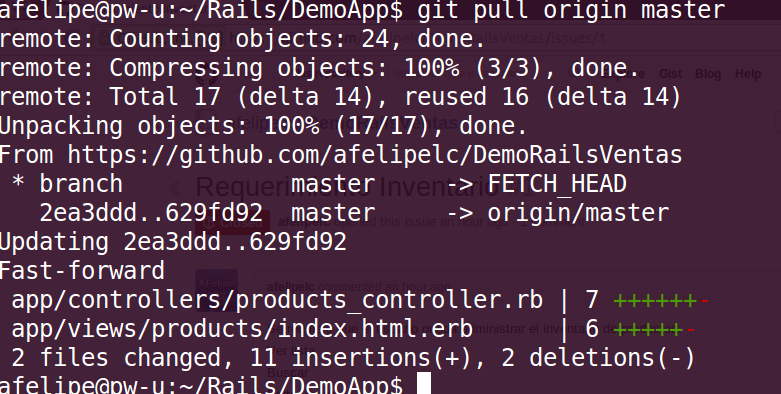 afelipe@pw-u:~/Rails/DemoApp$ git pull origin master
remote: Counting objects: 24, done.
remote: Compressing objects: 100% (3/3), done.
remote: Total 17 (delta 14), reused 16 (delta 14)
Unpacking objects: 100% (17/17), done.
From https://github.com/afelipelc/DemoRailsVentas
 * branch            master     -> FETCH_HEAD
   2ea3ddd..629fd92  master     -> origin/master
Updating 2ea3ddd..629fd92
Fast-forward
 app/controllers/products_controller.rb | 7 ++++++-
 app/views/products/index.html.erb      | 6 +++++-
 2 files changed, 11 insertions(+), 2 deletions(-)
afelipe@pw-u:~/Rails/DemoApp$